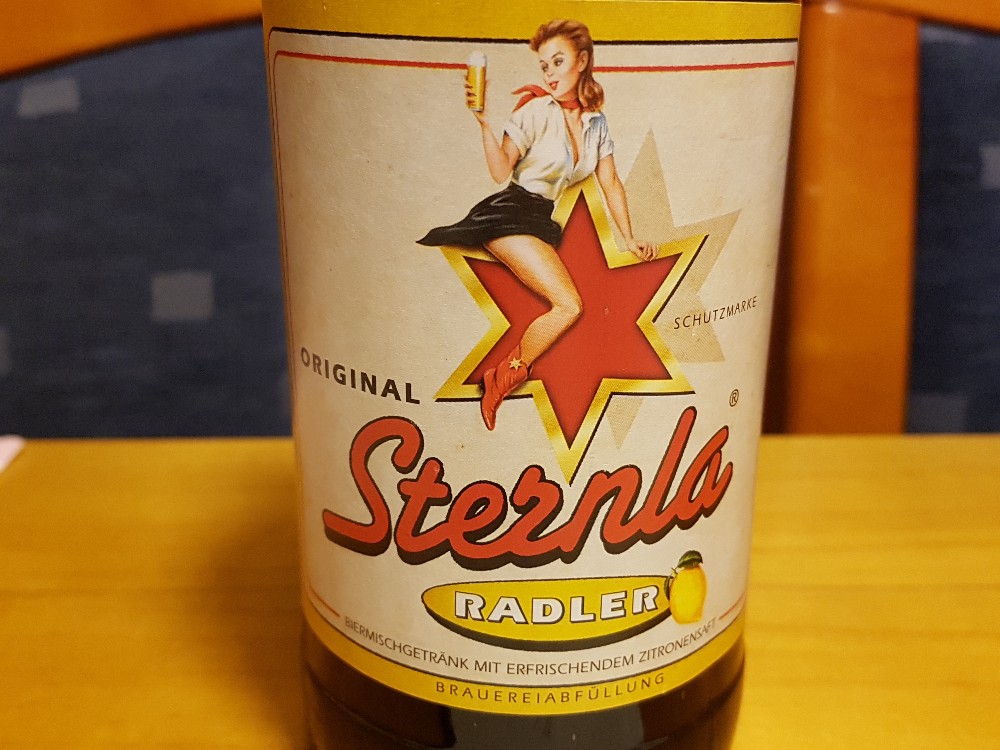 SCHUTZMARKE
ORIGINAL
Sternla ®
RADLER
BIERMISCHGETRÄNK MIT ERFRISCHENDEM ZITRONENSAFT
BRAUEREIABFÜLLUNG